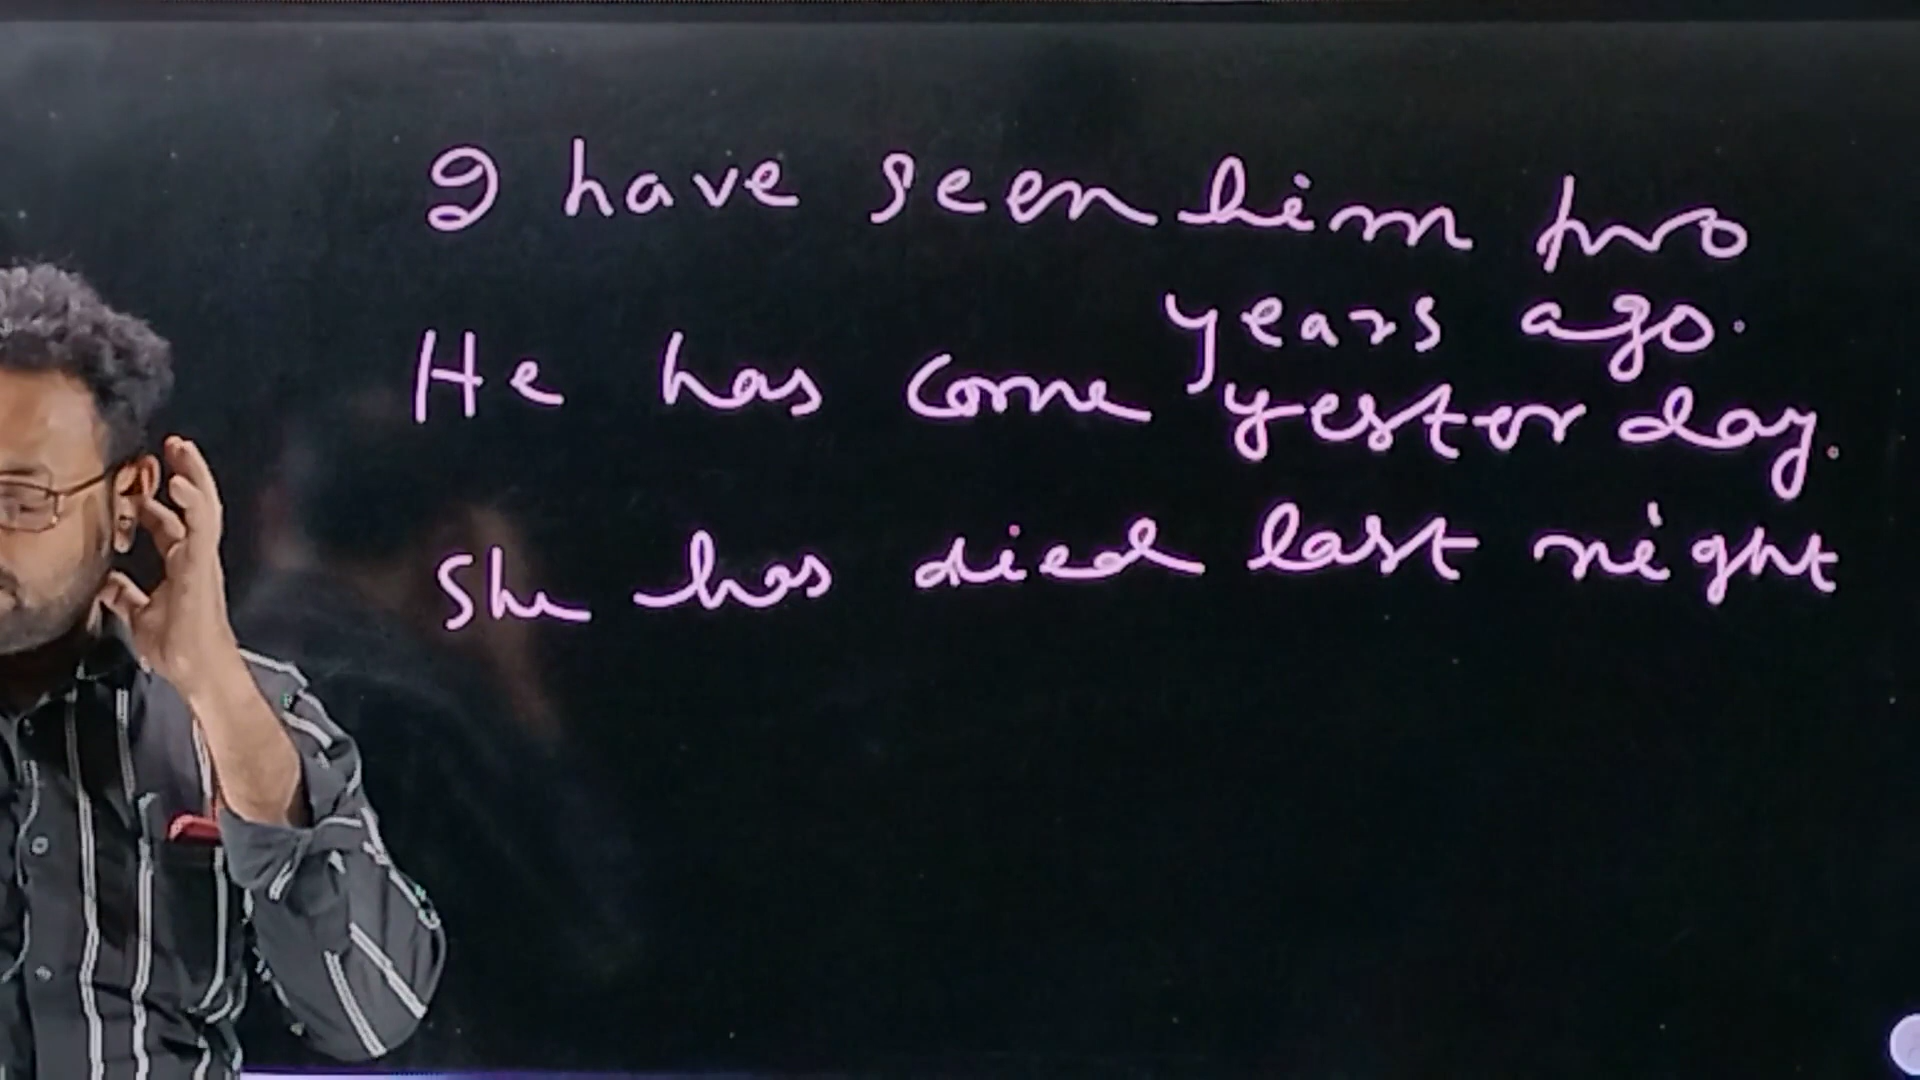 I have seen him two
years ago.
He has come yesterday.
She has died last night